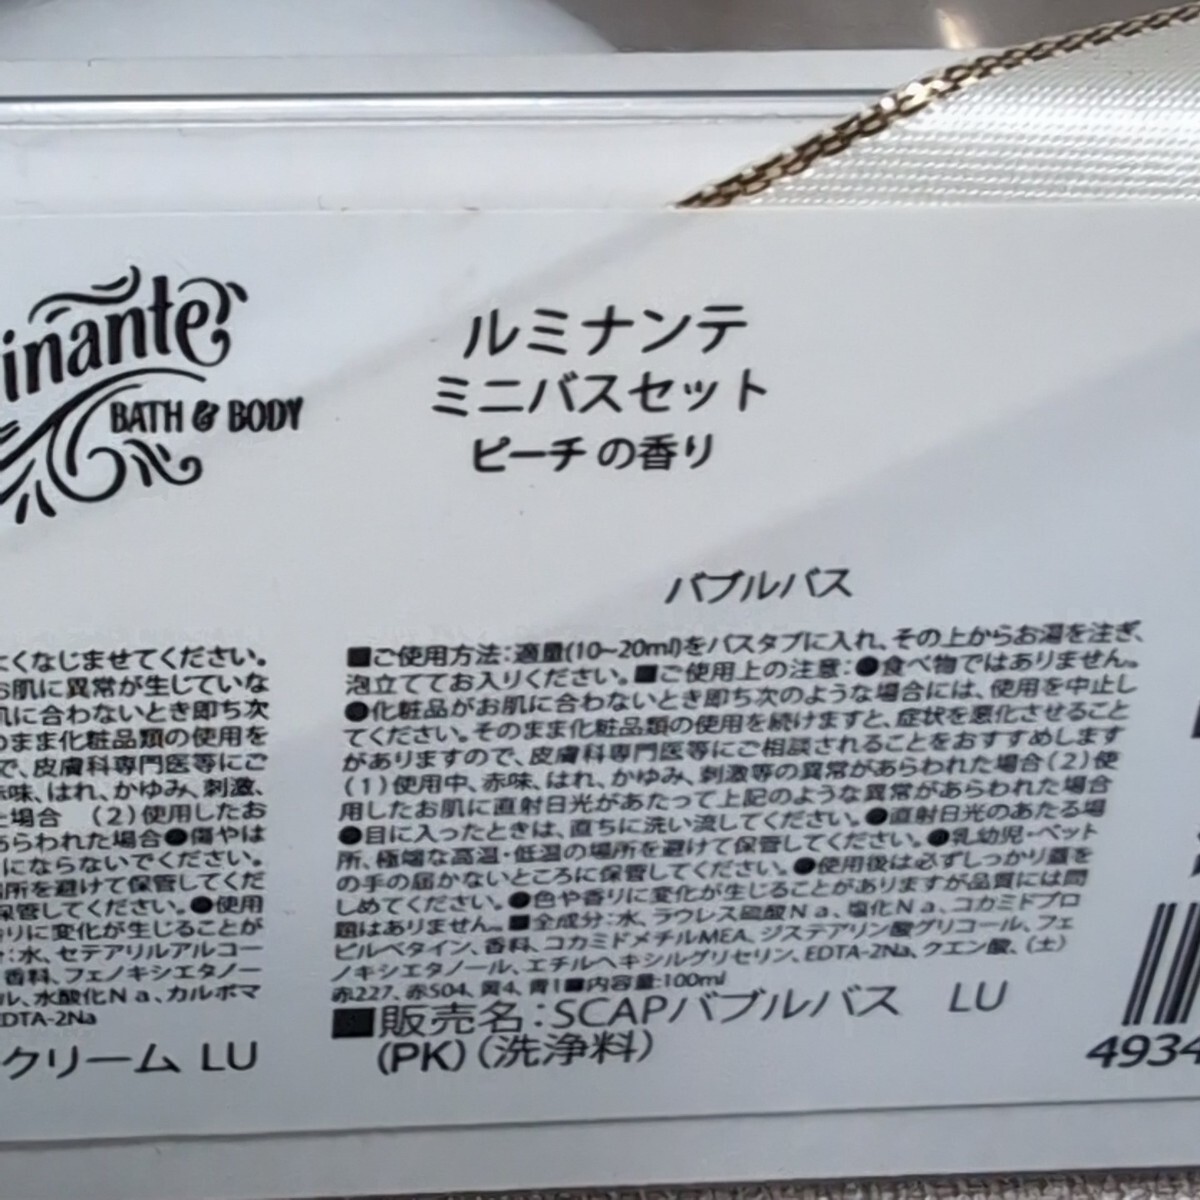 inante
BATH & BODY
ルミナンテ
ミニバスセット
ピーチの香り
よくなじませてください。
お肌に異常が生じていな
肌に合わないとき即ち次
のまま化粧品類の使用を
で、皮膚科専門医等にご
赤味、はれ、かゆみ、刺激、
た場合 (2)使用したお
あらわれた場合●傷やは
にならないでください。
場所を避けて保管してくだ
保管してください。●使用
香りに変化が生じることが
:水、セテアリルアルコー
香料、フェノキシエタノー
ル、水酸化Na、カルボマ
EDTA-2Na
クリーム LU
バブルバス
■ご使用方法:適量(10~20ml)をバスタブに入れ、その上からお湯を注ぎ、
泡立ててお入りください。■ご使用上の注意:●食べ物ではありません。
●化粧品がお肌に合わないとき即ち次のような場合には、使用を中止し
てください。そのまま化粧品類の使用を続けますと、症状を悪化させること
がありますので、皮膚科専門医等にご相談されることをおすすめします
(1)使用中、赤味、はれ、かゆみ、刺激等の異常があらわれた場合(2)使
用したお肌に直射日光があたって上記のような異常があらわれた場合
●目に入ったときは、直ちに洗い流してください。●直射日光のあたる場
所、極端な高温・低温の場所を避けて保管してください。●乳幼児・ペット
の手の届かないところに保管してください。●使用後は必ずしっかり蓋を
しめてください。●色や香りに変化が生じることがありますが品質には問
題はありません。■全成分:水、ラウレス硫酸Na、塩化Na、コカミドプロ
ピルベタイン、香料、コカミドメチルMEA、ジステアリン酸グリコール、フェ
ノキシエタノール、エチルヘキシルグリセリン、EDTA-2Na、クエン酸、(±)
赤227、赤504、黄4、青1■内容量:100ml
■販売名:SCAPバブルバス LU
(PK)(洗浄料)
4934